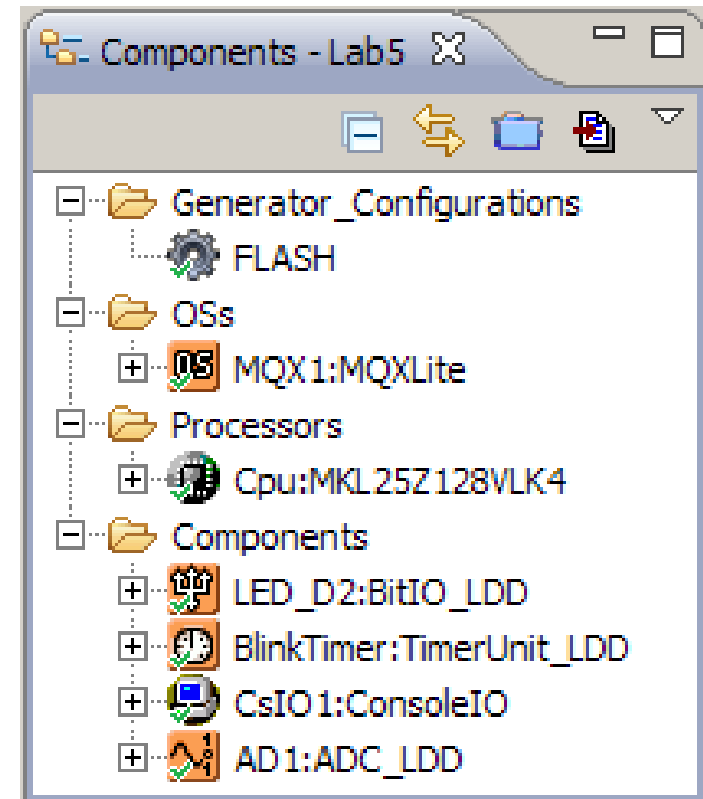 Components - Lab5
Generator_Configurations
FLASH
OSs
MQX1:MQXLite
Processors
Cpu:MKL25Z128VLK4
Components
LED_D2:BitIO_LDD
BlinkTimer:TimerUnit_LDD
CsIO1:ConsoleIO
AD1:ADC_LDD